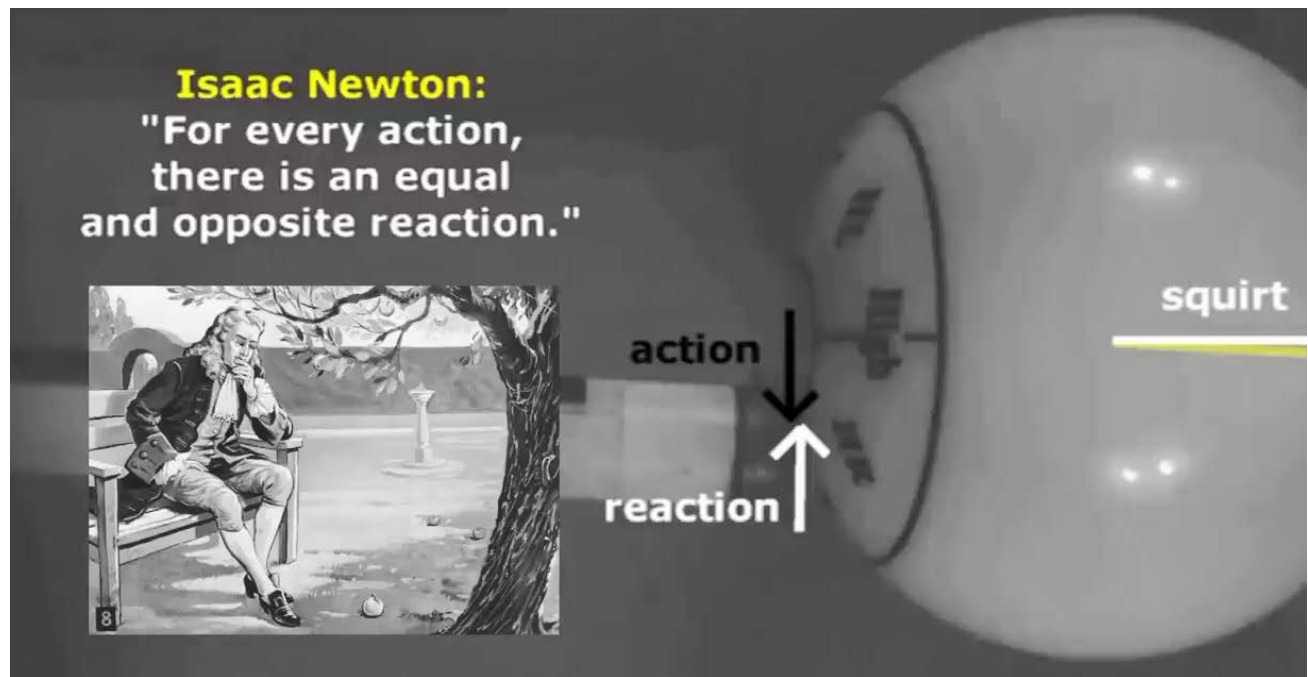 Isaac Newton:
"For every action,
there is an equal
and opposite reaction."
squirt
action
reaction
8